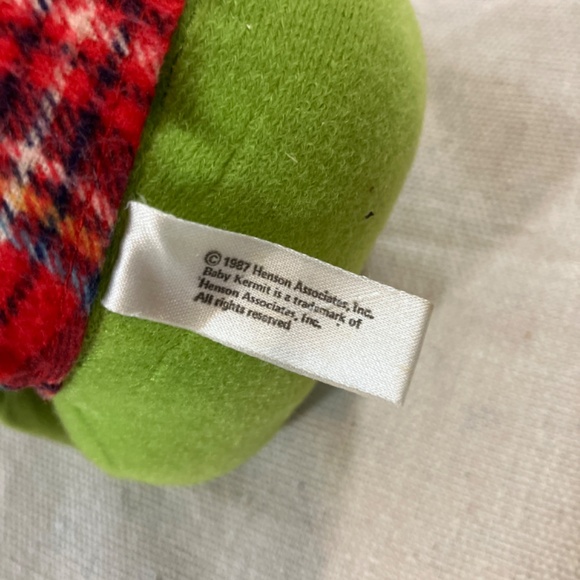 © 1987 Henson Associates, Inc.
Baby Kermit is a trademark of
Henson Associates, Inc.
All rights reserved